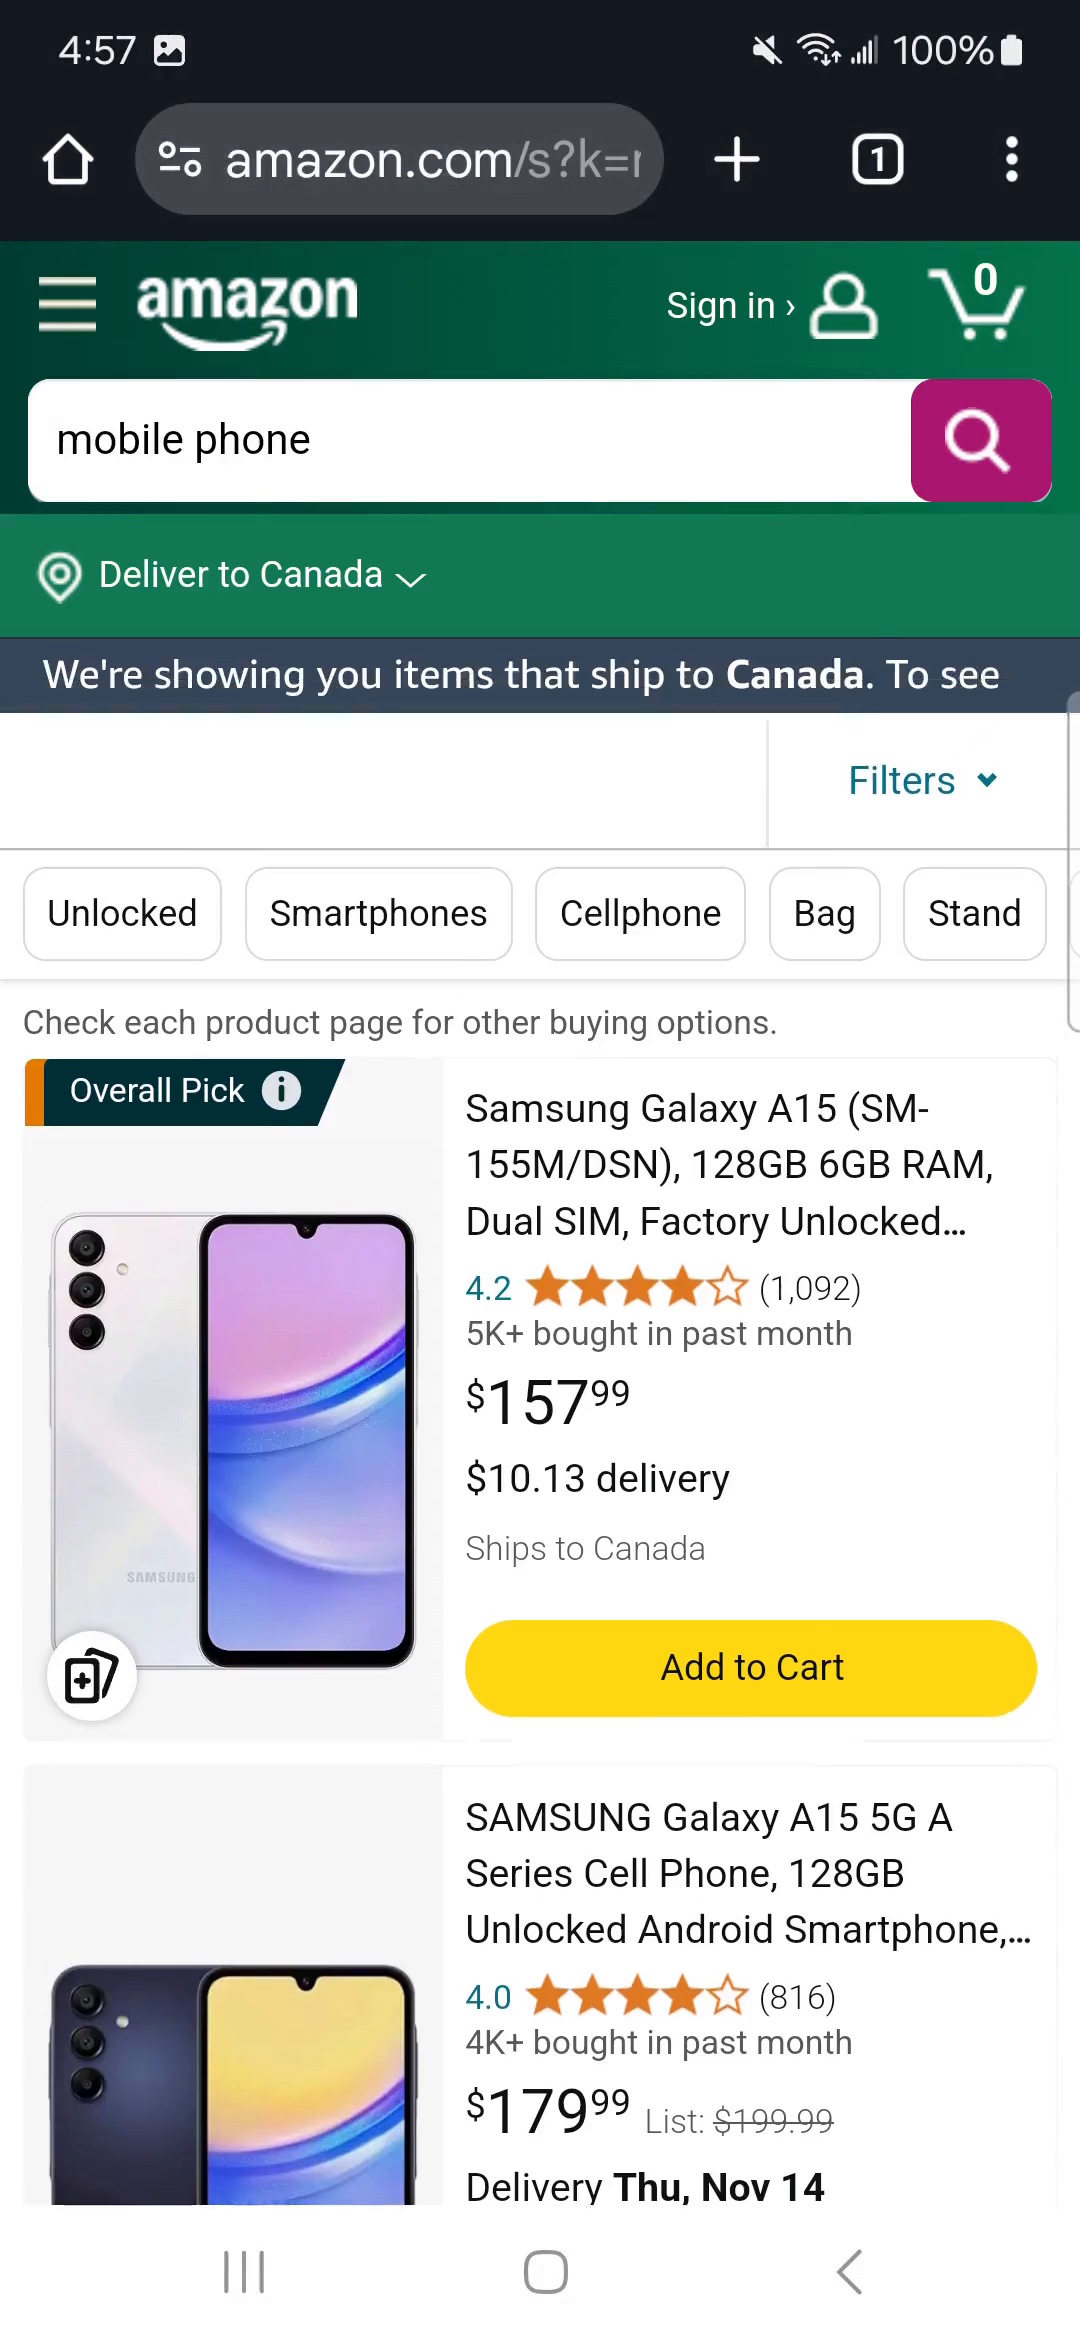 4:57
100%
amazon.com/s?k=
1
amazon
Sign in ›
0
mobile phone
Deliver to Canada
We're showing you items that ship to Canada. To see
Filters
Unlocked
Smartphones
Cellphone
Bag
Stand
Check each product page for other buying options.
Overall Pick
Samsung Galaxy A15 (SM-
155M/DSN), 128GB 6GB RAM,
Dual SIM, Factory Unlocked...
4.2 (1,092)
5K+ bought in past month
$157.99
$10.13 delivery
Ships to Canada
SAMSUNG
Add to Cart
SAMSUNG Galaxy A15 5G A
Series Cell Phone, 128GB
Unlocked Android Smartphone,...
4.0 (816)
4K+ bought in past month
$179.99 List: $199.99
Delivery Thu, Nov 14